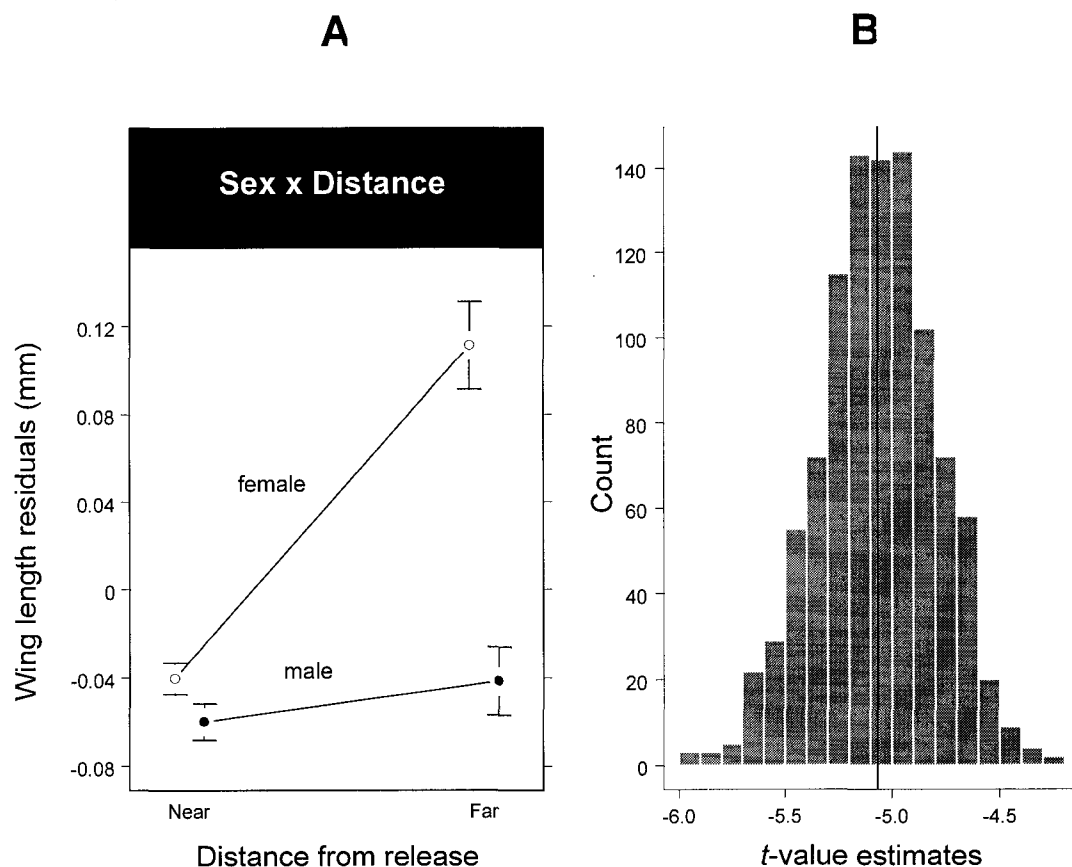 A
Sex x Distance
Wing length residuals (mm)
0.12
0.08
0.04
0
-0.04
-0.08
female
male
Near
Far
Distance from release
B
Count
140
120
100
80
60
40
20
0
-6.0
-5.5
-5.0
-4.5
t-value estimates